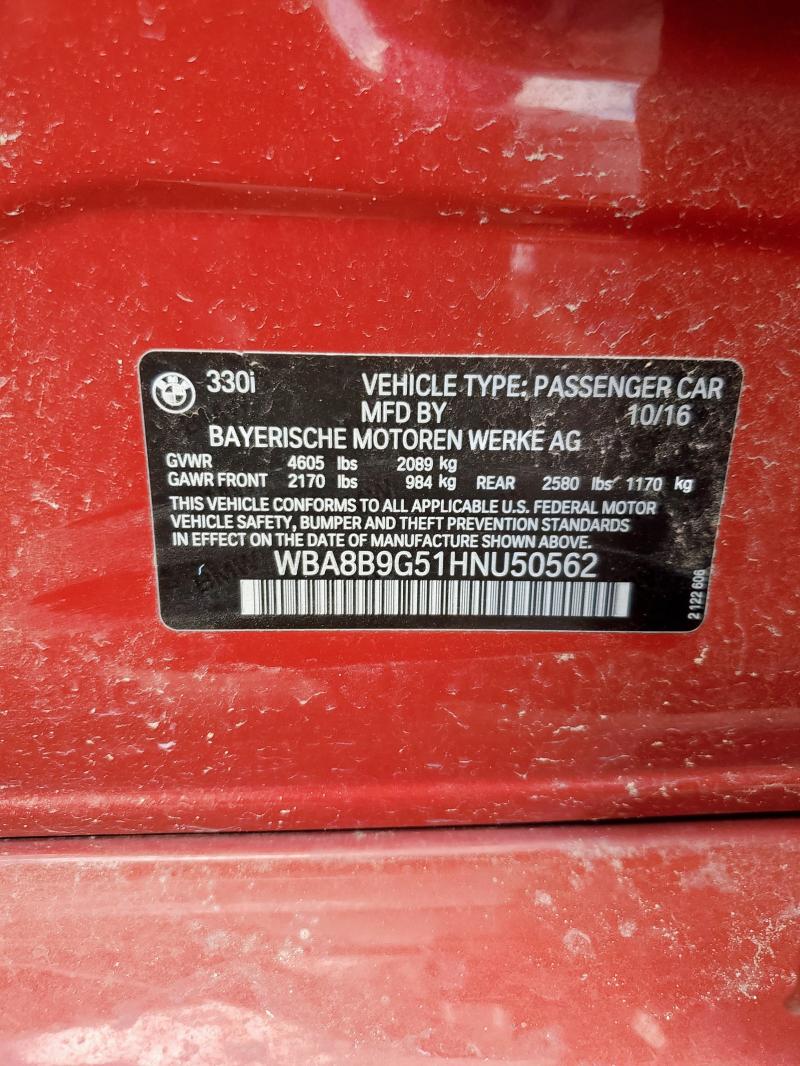 330i VEHICLE TYPE: PASSENGER CAR
MFD BY 10/16
BAYERISCHE MOTOREN WERKE AG
GVWR 4605 lbs 2089 kg
GAWR FRONT 2170 lbs 984 kg REAR 2580 lbs 1170 kg
THIS VEHICLE CONFORMS TO ALL APPLICABLE U.S. FEDERAL MOTOR
VEHICLE SAFETY, BUMPER AND THEFT PREVENTION STANDARDS
IN EFFECT ON THE DATE OF MANUFACTURE SHOWN ABOVE.
WBA8B9G51HNU50562
2 122 606